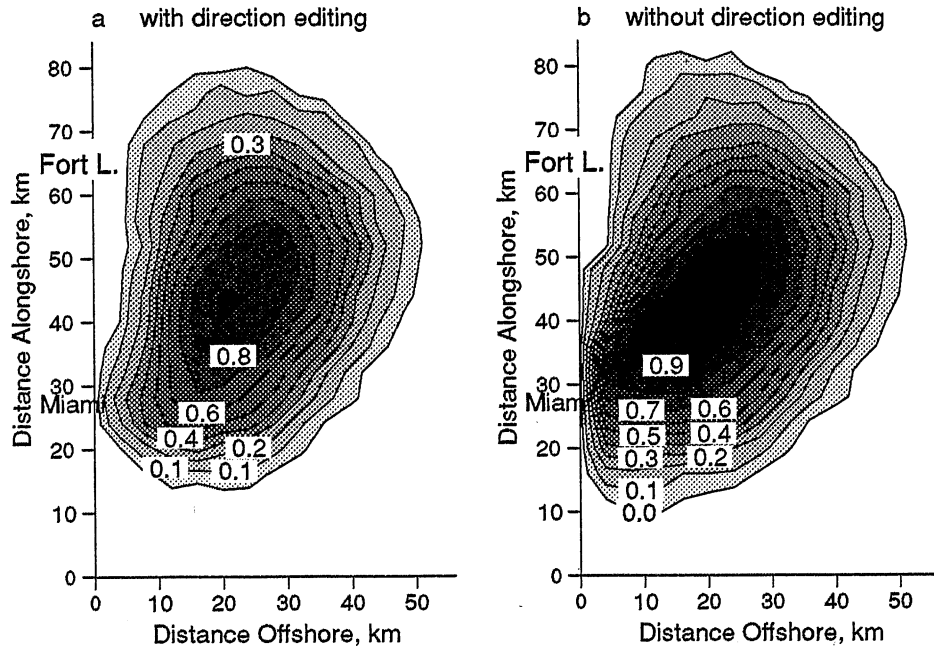 a with direction editing
80
70
Fort L.
60
50
40
30
Miami
20
10
0
Distance Alongshore, km
0.3
0.8
0.6
0.4
0.2
0.1
0.1
0 10 20 30 40 50
Distance Offshore, km
b without direction editing
80
70
Fort L.
60
50
40
30
Miami
20
10
0
Distance Alongshore, km
0.9
0.7 0.6
0.5 0.4
0.3 0.2
0.1
0.0
0 10 20 30 40 50
Distance Offshore, km